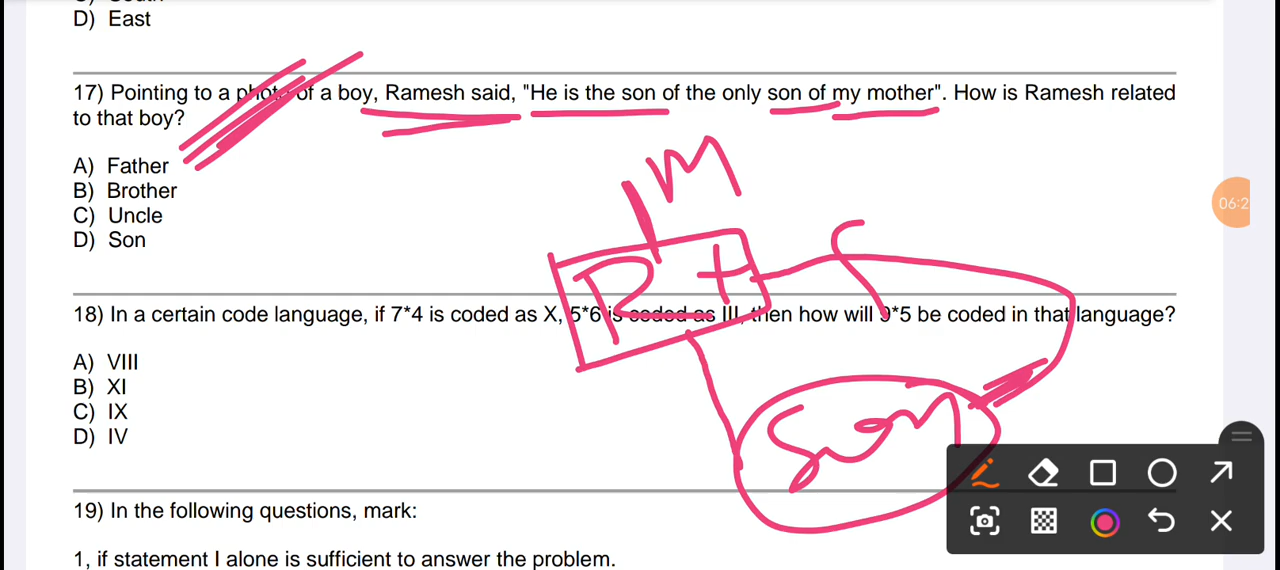 D) East
17) Pointing to a photo of a boy, Ramesh said, "He is the son of the only son of my mother". How is Ramesh related
to that boy?
A) Father
B) Brother
C) Uncle
D) Son
M
R +
S
18) In a certain code language, if 7*4 is coded as X, 5*6 is coded as III, then how will 9*5 be coded in that language?
A) VIII
B) XI
C) IX
D) IV
Son
19) In the following questions, mark:
1, if statement I alone is sufficient to answer the problem.
06:2